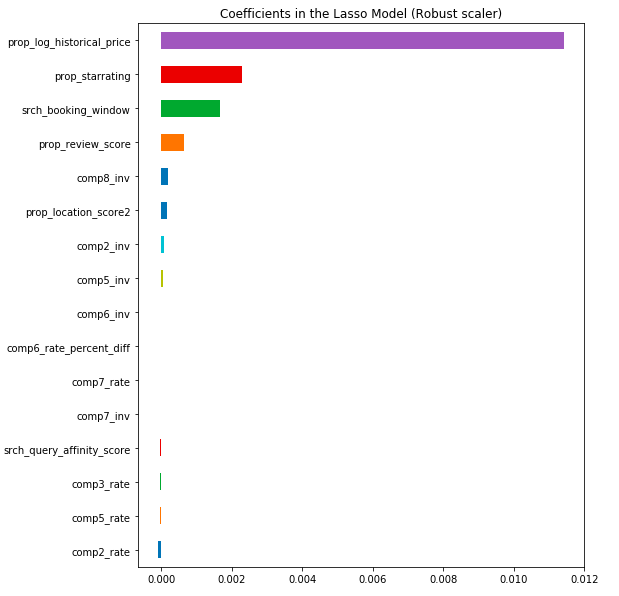 Coefficients in the Lasso Model (Robust scaler)
prop_log_historical_price
prop_starrating
srch_booking_window
prop_review_score
comp8_inv
prop_location_score2
comp2_inv
comp5_inv
comp6_inv
comp6_rate_percent_diff
comp7_rate
comp7_inv
srch_query_affinity_score
comp3_rate
comp5_rate
comp2_rate
0.000 0.002 0.004 0.006 0.008 0.010 0.012